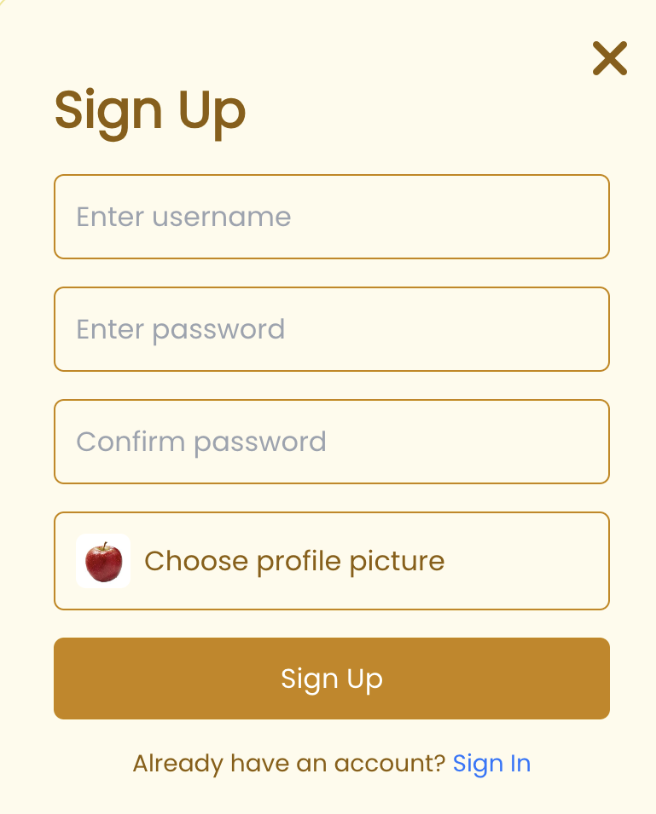 Sign Up
Enter username
Enter password
Confirm password
Choose profile picture
Sign Up
Already have an account? Sign In